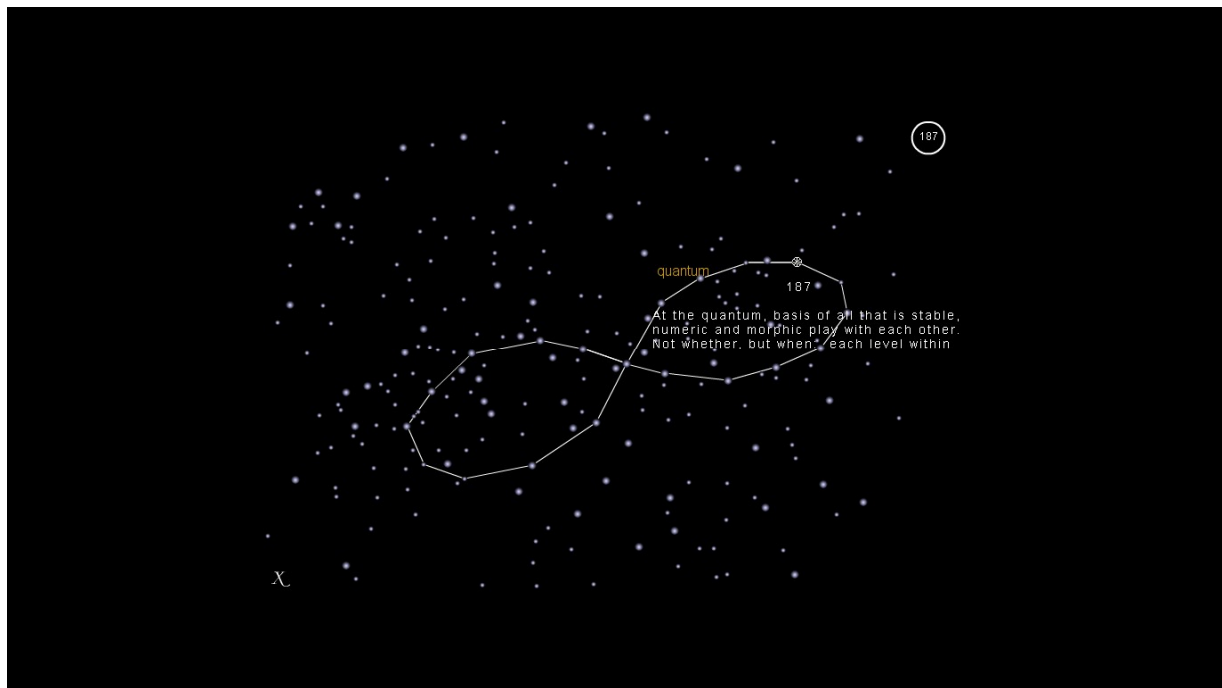 187
quantum
187
At the quantum, basis of all that is stable,
numeric and morphic play with each other.
Not whether, but when: each level within
X